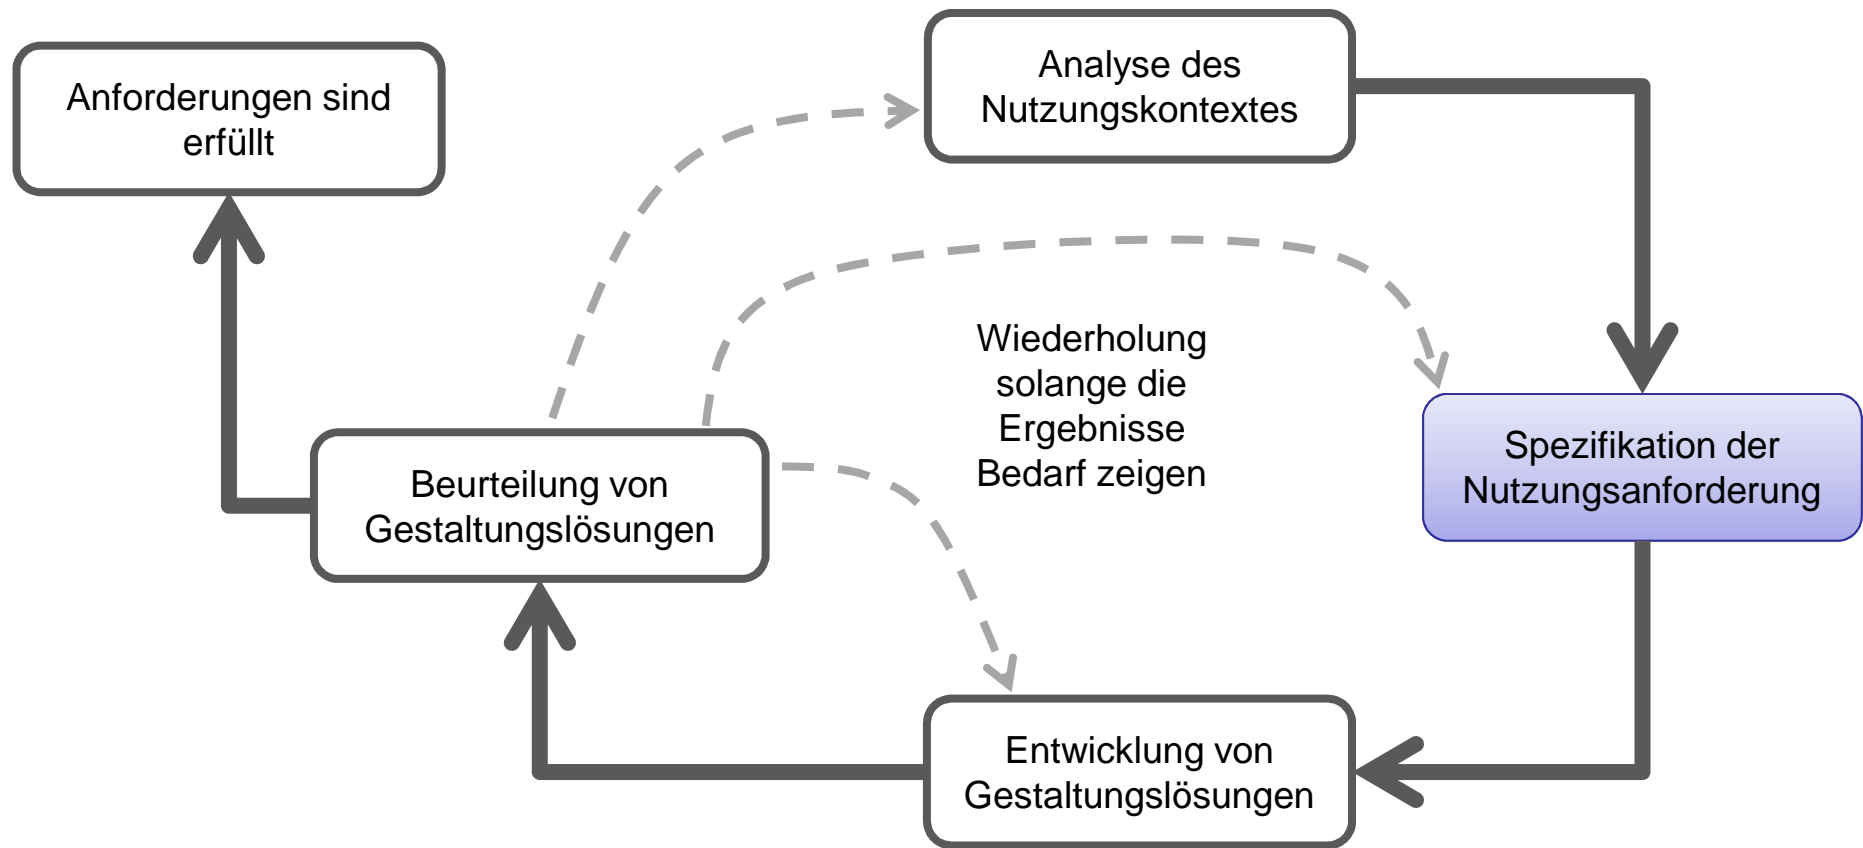 Anforderungen sind
erfüllt
Analyse des
Nutzungskontextes
Wiederholung
solange die
Ergebnisse
Bedarf zeigen
Spezifikation der
Nutzungsanforderung
Beurteilung von
Gestaltungslösungen
Entwicklung von
Gestaltungslösungen